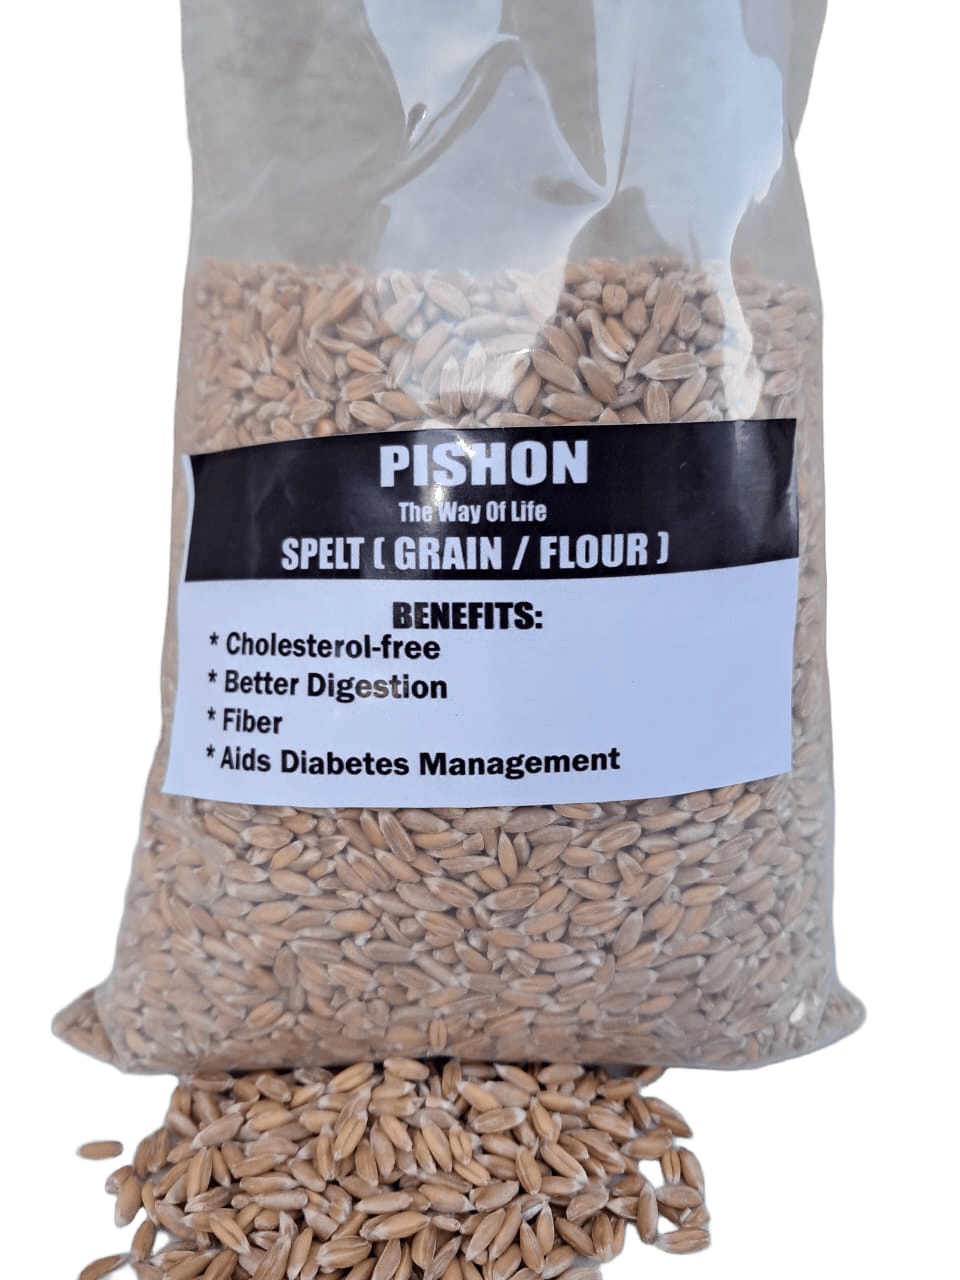 PISHON
The Way Of Life
SPELT ( GRAIN / FLOUR )
BENEFITS:
* Cholesterol-free
* Better Digestion
* Fiber
* Aids Diabetes Management